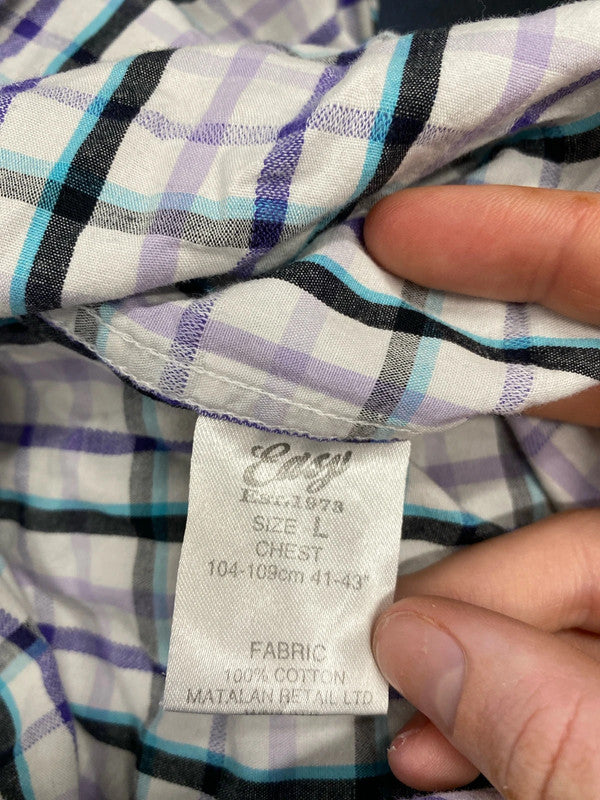 Easy
EST.1973
SIZE L
CHEST
104-109cm 41-43"
FABRIC
100% COTTON
MATALAN RETAIL LTD